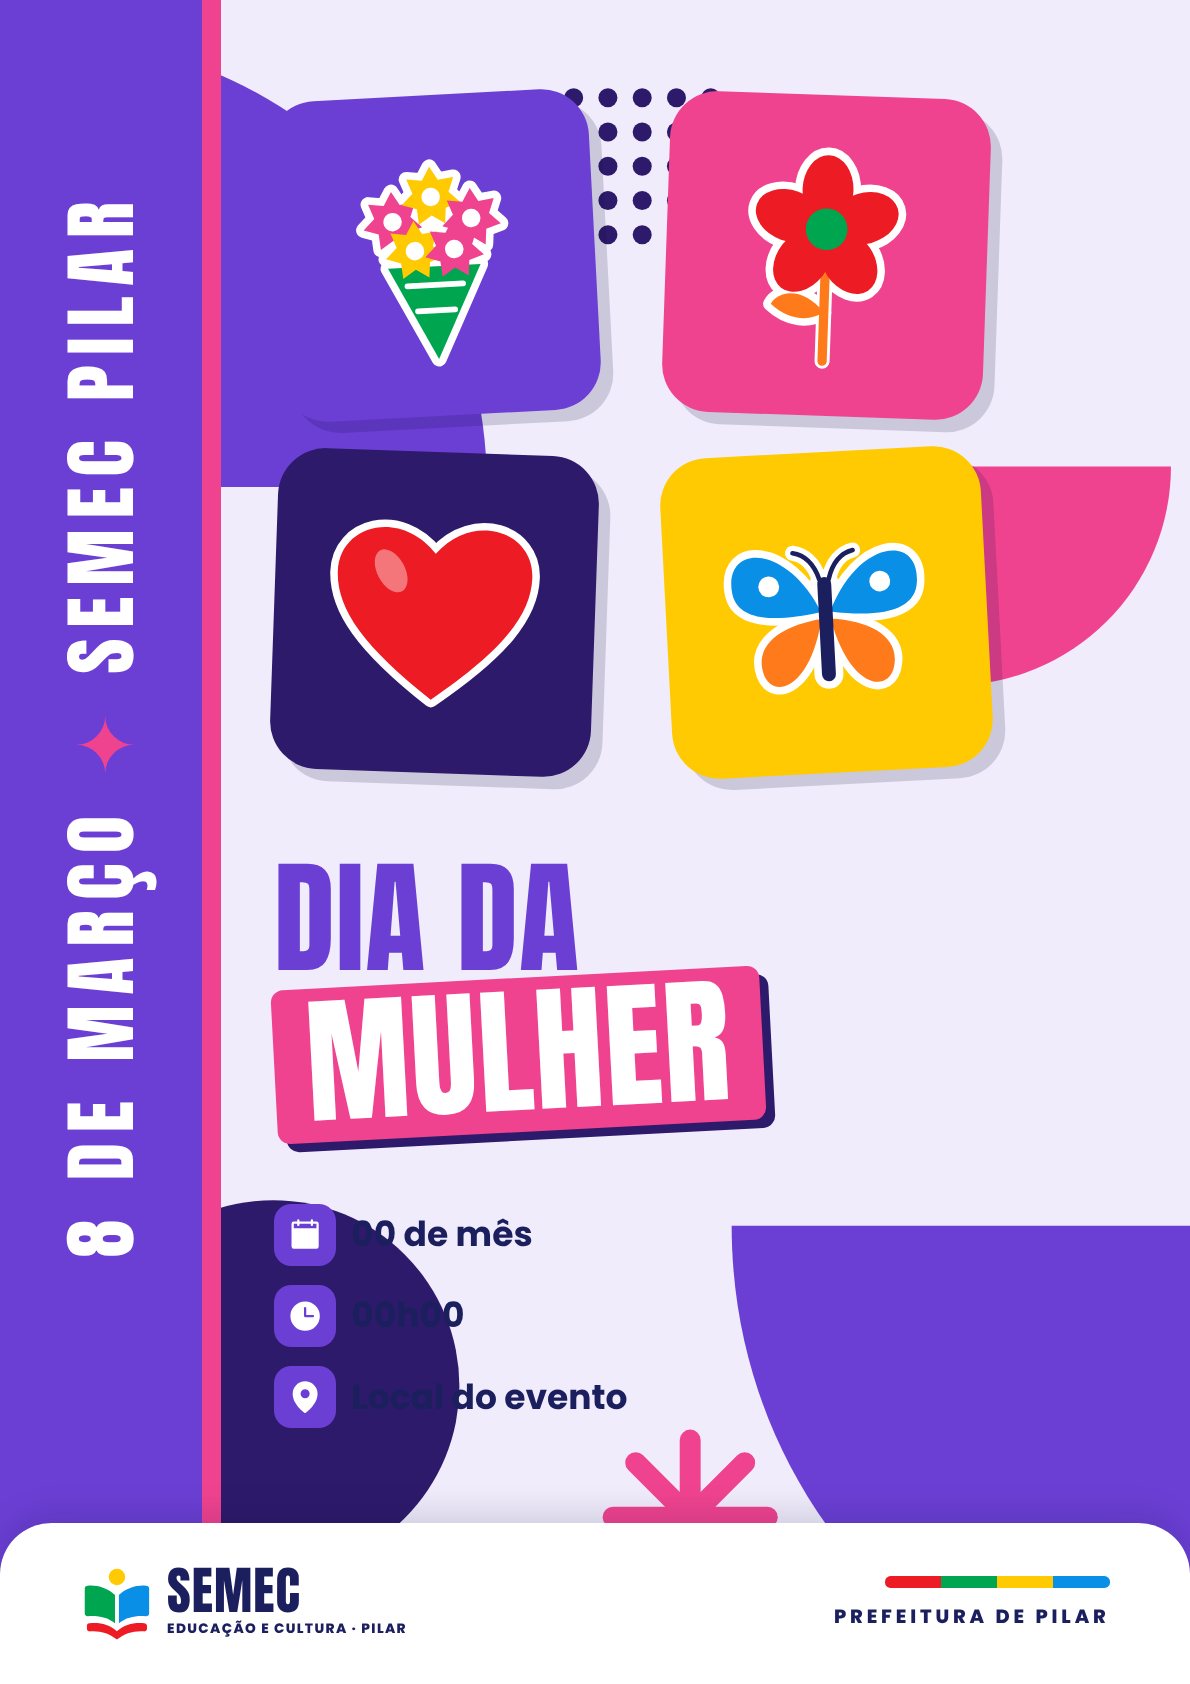 8 DE MARÇO ✦ SEMEC PILAR
DIA DA
MULHER
00 de mês
00h00
Local do evento
SEMEC
EDUCAÇÃO E CULTURA · PILAR
PREFEITURA DE PILAR